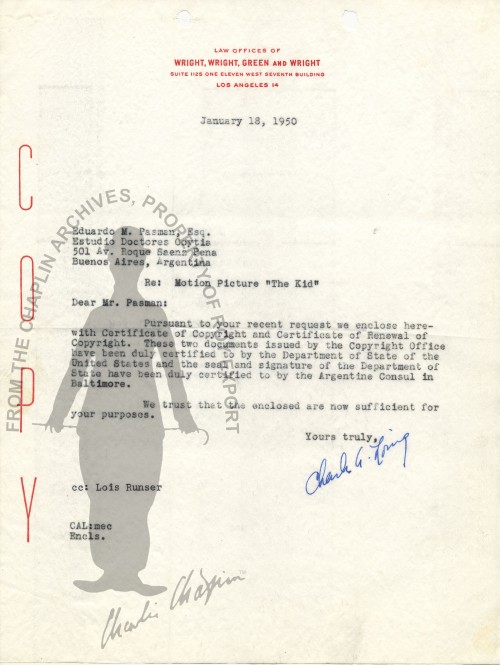 LAW OFFICES OF
WRIGHT, WRIGHT, GREEN AND WRIGHT
SUITE 1125 ONE ELEVEN WEST SEVENTH BUILDING
LOS ANGELES 14
January 18, 1950
COPY
FROM THE CHAPLIN ARCHIVES, PROPERTY OF ROY EXPORT
Eduardo M. Pasman, Esq.
Estudio Doctores
501 Av. Roque Saenz Pena
Buenos Aires, Argentina
Re: Motion Picture "The Kid"
Dear Mr. Pasman:
Pursuant to your recent request we enclose here-
with Certificate of Copyright and Certificate of Renewal of
Copyright. These two documents issued by the Copyright Office
have been duly certified to by the Department of State of the
United States and the seal and signature of the Department of
State have been duly certified to by the Argentine Consul in
Baltimore.
We trust that the enclosed are now sufficient for
your purposes.
Yours truly,
Charles A. Loring
cc: Lois Runser
CAL:mec
Encls.
Charlie Chaplin